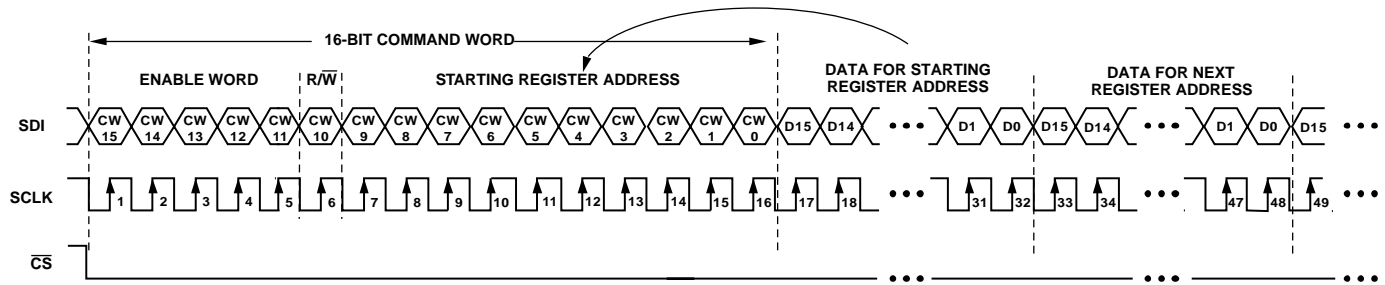 16-BIT COMMAND WORD
ENABLE WORD R/W STARTING REGISTER ADDRESS DATA FOR STARTING REGISTER ADDRESS DATA FOR NEXT REGISTER ADDRESS
SDI CW 15 CW 14 CW 13 CW 12 CW 11 CW 10 CW 9 CW 8 CW 7 CW 6 CW 5 CW 4 CW 3 CW 2 CW 1 CW 0 D15 D14 ••• D1 D0 D15 D14 ••• D1 D0 D15 •••
SCLK 1 2 3 4 5 6 7 8 9 10 11 12 13 14 15 16 17 18 ••• 31 32 33 34 ••• 47 48 49 •••
CS ••• ••• •••